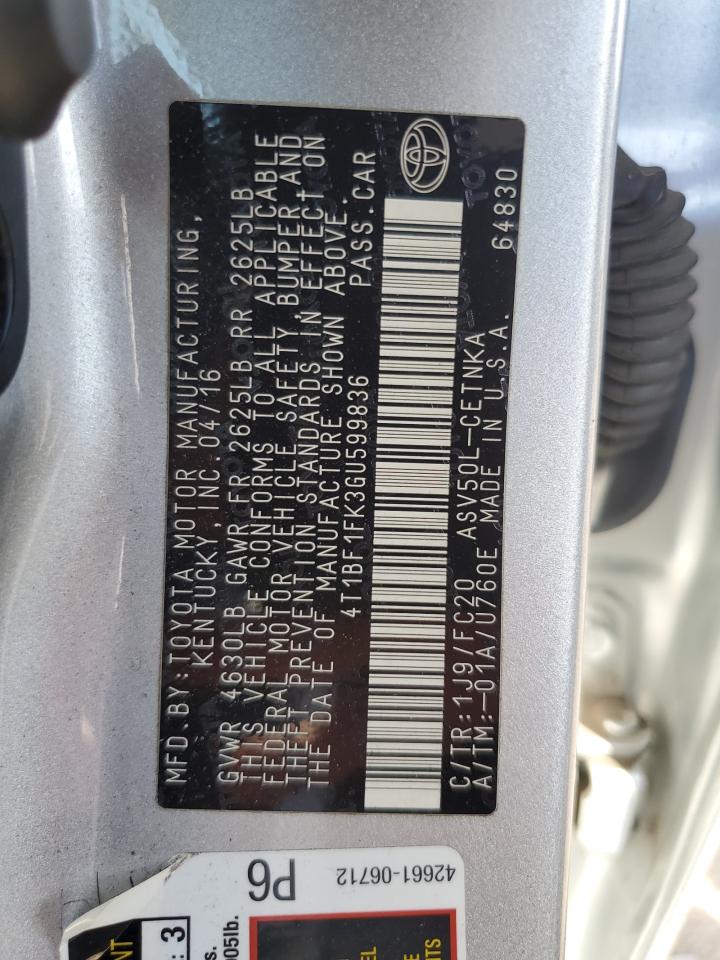 MFD.BY:TOYOTA MOTOR MANUFACTURING,
KENTUCKY,INC.04/16
GVWR 4630LB GAWR FR 2625LB RR 2625LB
THIS VEHICLE CONFORMS TO ALL APPLICABLE
FEDERAL MOTOR VEHICLE SAFETY,BUMPER,AND
THEFT PREVENTION STANDARDS IN EFFECT ON
THE DATE OF MANUFACTURE SHOWN ABOVE.
4T1BF1FK3GU599836 PASS.CAR
C/TR:1J9/FC20 ASV50L-CETNKA 64830
A/TM:-01A/U760E MADE IN U.S.A.
P6
42661-06712
3
005lb.